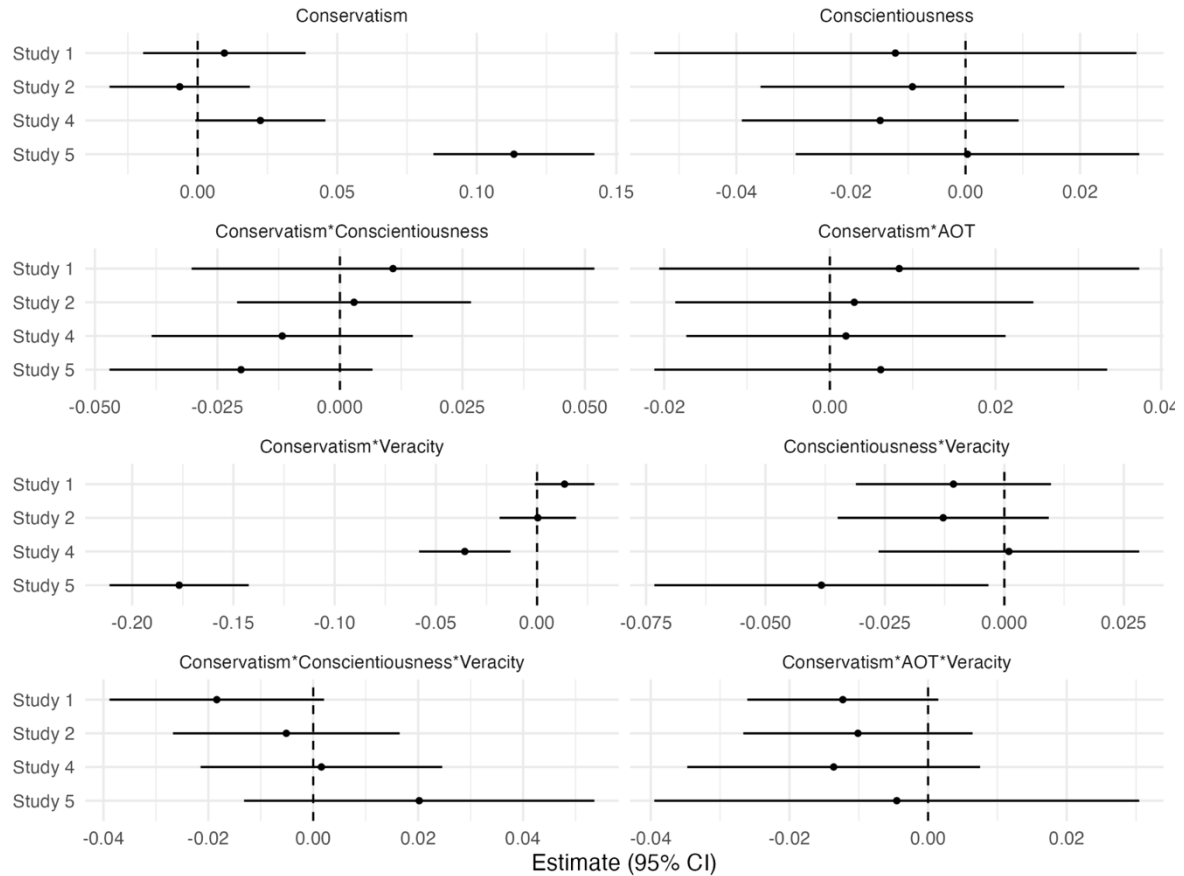 Conservatism
Conscientiousness
Study 1
Study 2
Study 4
Study 5
0.00 0.05 0.10 0.15
-0.04 -0.02 0.00 0.02
Conservatism*Conscientiousness
Conservatism*AOT
Study 1
Study 2
Study 4
Study 5
-0.050 -0.025 0.000 0.025 0.050
-0.02 0.00 0.02 0.04
Conservatism*Veracity
Conscientiousness*Veracity
Study 1
Study 2
Study 4
Study 5
-0.20 -0.15 -0.10 -0.05 0.00
-0.075 -0.050 -0.025 0.000 0.025
Conservatism*Conscientiousness*Veracity
Conservatism*AOT*Veracity
Study 1
Study 2
Study 4
Study 5
-0.04 -0.02 0.00 0.02 0.04
-0.04 -0.02 0.00 0.02
Estimate (95% CI)